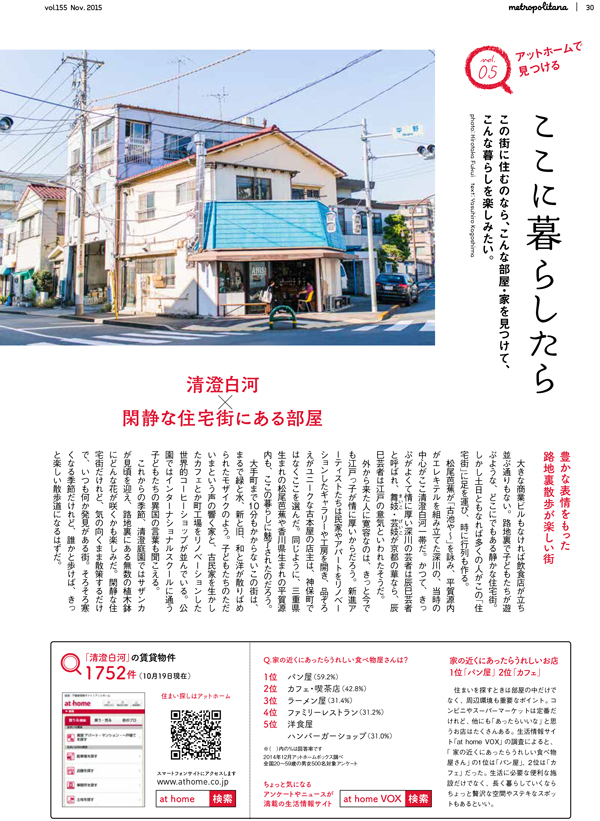 vol.155 Nov. 2015
metropolitana | 30
vol.
05
アットホームで
見つける
ここに暮らしたら
この街に住むのなら、こんな部屋・家を見つけて、
こんな暮らしを楽しみたい。
photo: Hirotaka Fukui text: Yasuhiro Kagoshima
平野
清澄白河
×
閑静な住宅街にある部屋
豊かな表情をもった
路地裏散歩が楽しい街
大きな商業ビルもなければ飲食店が立ち
並ぶ通りもない。路地裏で子どもたちが遊
ぶような、どこにでもある静かな住宅街。
しかし土日ともなれば多くの人がこの「住
宅街」に足を運び、時に行列も作る。
松尾芭蕉が「古池や〜」を詠み、平賀源内
がエレキテルを組み立てた深川の、当時の
中心がここ清澄白河一帯だ。かつて、きっ
ぷがよくて情に厚い深川の芸者は辰巳芸者
と呼ばれ、舞妓・芸妓が京都の華なら、辰
巳芸者は江戸の意気といわれたそうだ。
外から来た人に寛容なのは、きっと今で
も江戸っ子が情に厚いからだろう。新進ア
ーティストたちは民家やアパートをリノベー
ションしたギャラリーや工房を開き、品ぞろ
えがユニークな古本屋の店主は、神保町で
はなくここを選んだ。同じように、三重県
生まれの松尾芭蕉や香川県生まれの平賀源
内も、ここの暮らしに魅了されたのだろう。
大手町まで10分もかからないこの街は、
まるで緑と水、新と旧、和と洋が散りばめ
られたモザイクのよう。子どもたちのただ
いまという声の響く家と、古民家を生かし
たカフェとか町工場をリノベーションした
世界的コーヒーショップが並んでいる。公
園ではインターナショナルスクールに通う
子どもたちの異国の言葉も聞こえる。
これからの季節、清澄庭園ではサザンカ
が見頃を迎え、路地裏にある無数の植木鉢
にどんな花が咲くかも楽しみだ。閑静な住
宅街だけれど、気の向くまま散策するだけ
で、いつも何か発見がある街。そろそろ寒
くなる季節だけれど、誰かと歩けば、きっ
と楽しい散歩道になるはずだ。
「清澄白河」の賃貸物件
1752件(10月19日現在)
at home
住まい探しはアットホーム
スマートフォンサイトにアクセスします
www.athome.co.jp
at home 検索
Q.家の近くにあったらうれしい食べ物屋さんは?
1位 パン屋(59.2%)
2位 カフェ・喫茶店(42.8%)
3位 ラーメン屋(31.4%)
4位 ファミリーレストラン(31.2%)
5位 洋食屋
ハンバーガーショップ(31.0%)
※( )内の%は回答率です
2014年12月アットホームボックス調べ
全国20〜59歳の男女500名対象アンケート
ちょっと気になる
アンケートやニュースが
満載の生活情報サイト
at home VOX 検索
家の近くにあったらうれしいお店
1位「パン屋」 2位「カフェ」
住まいを探すときは部屋の中だけで
なく、周辺環境も重要なポイント。コ
ンビニやスーパーマーケットは定番だ
けれど、他にも「あったらいいな」と思
うお店はたくさんある。生活情報サイ
ト「at home VOX」の調査によると、
「家の近くにあったらうれしい食べ物
屋さん」の1位は「パン屋」、2位は「カ
フェ」だった。生活に必要な便利な施
設だけでなく、長く暮らしていくなら
ちょっと贅沢な空間やステキなスポッ
トもあるといい。